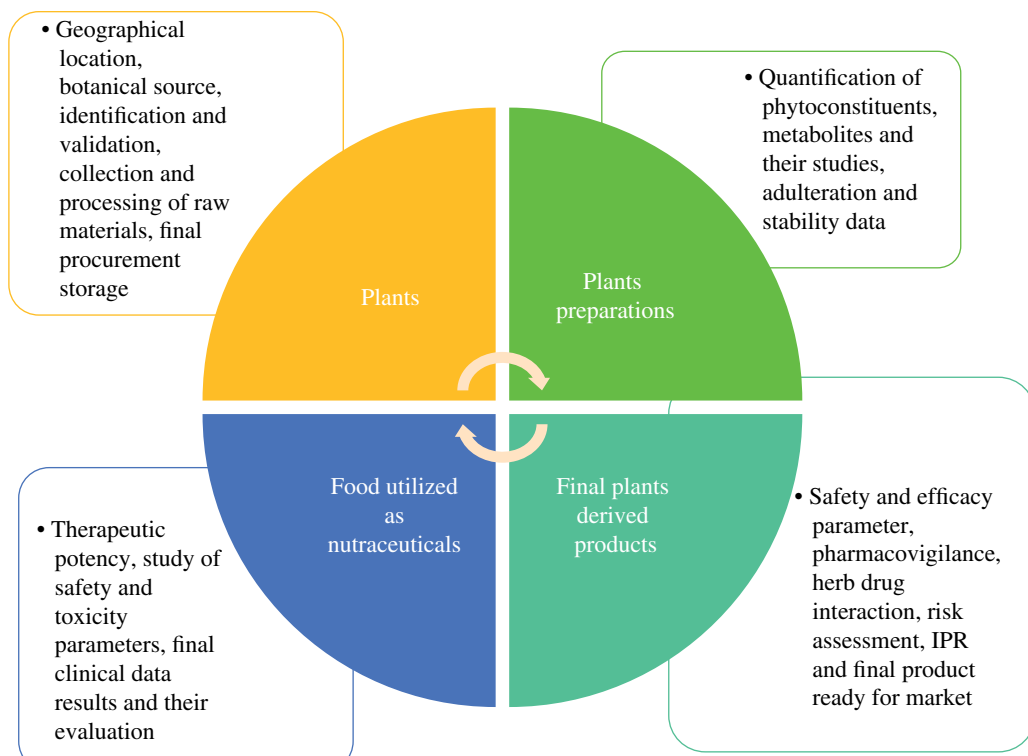 • Geographical
location,
botanical source,
identification and
validation,
collection and
processing of raw
materials, final
procurement
storage
• Quantification of
phytoconstituents,
metabolites and
their studies,
adulteration and
stability data
Plants
Plants
preparations
Food utilized
as
nutraceuticals
Final plants
derived
products
• Therapeutic
potency, study of
safety and
toxicity
parameters, final
clinical data
results and their
evaluation
• Safety and efficacy
parameter,
pharmacovigilance,
herb drug
interaction, risk
assessment, IPR
and final product
ready for market